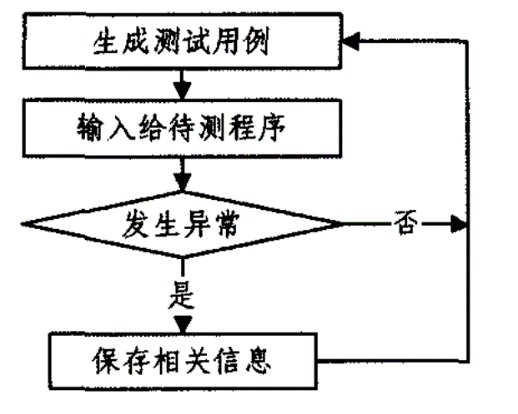 生成测试用例
输入给待测程序
发生异常
否
是
保存相关信息